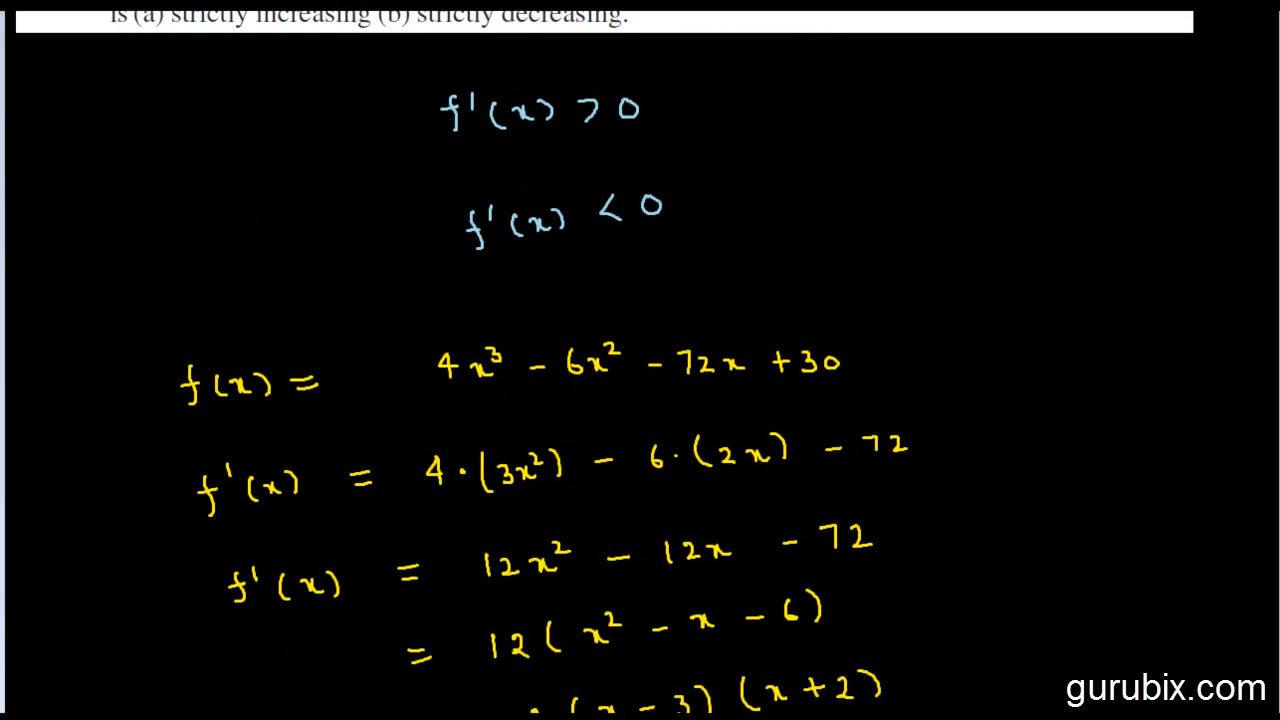 is (a) strictly increasing (b) strictly decreasing.
f'(x) > 0
f'(x) < 0
f(x) = 4x³ - 6x² - 72x + 30
f'(x) = 4·(3x²) - 6·(2x) - 72
f'(x) = 12x² - 12x - 72
= 12(x² - x - 6)
(x - 3)(x + 2)
gurubix.com